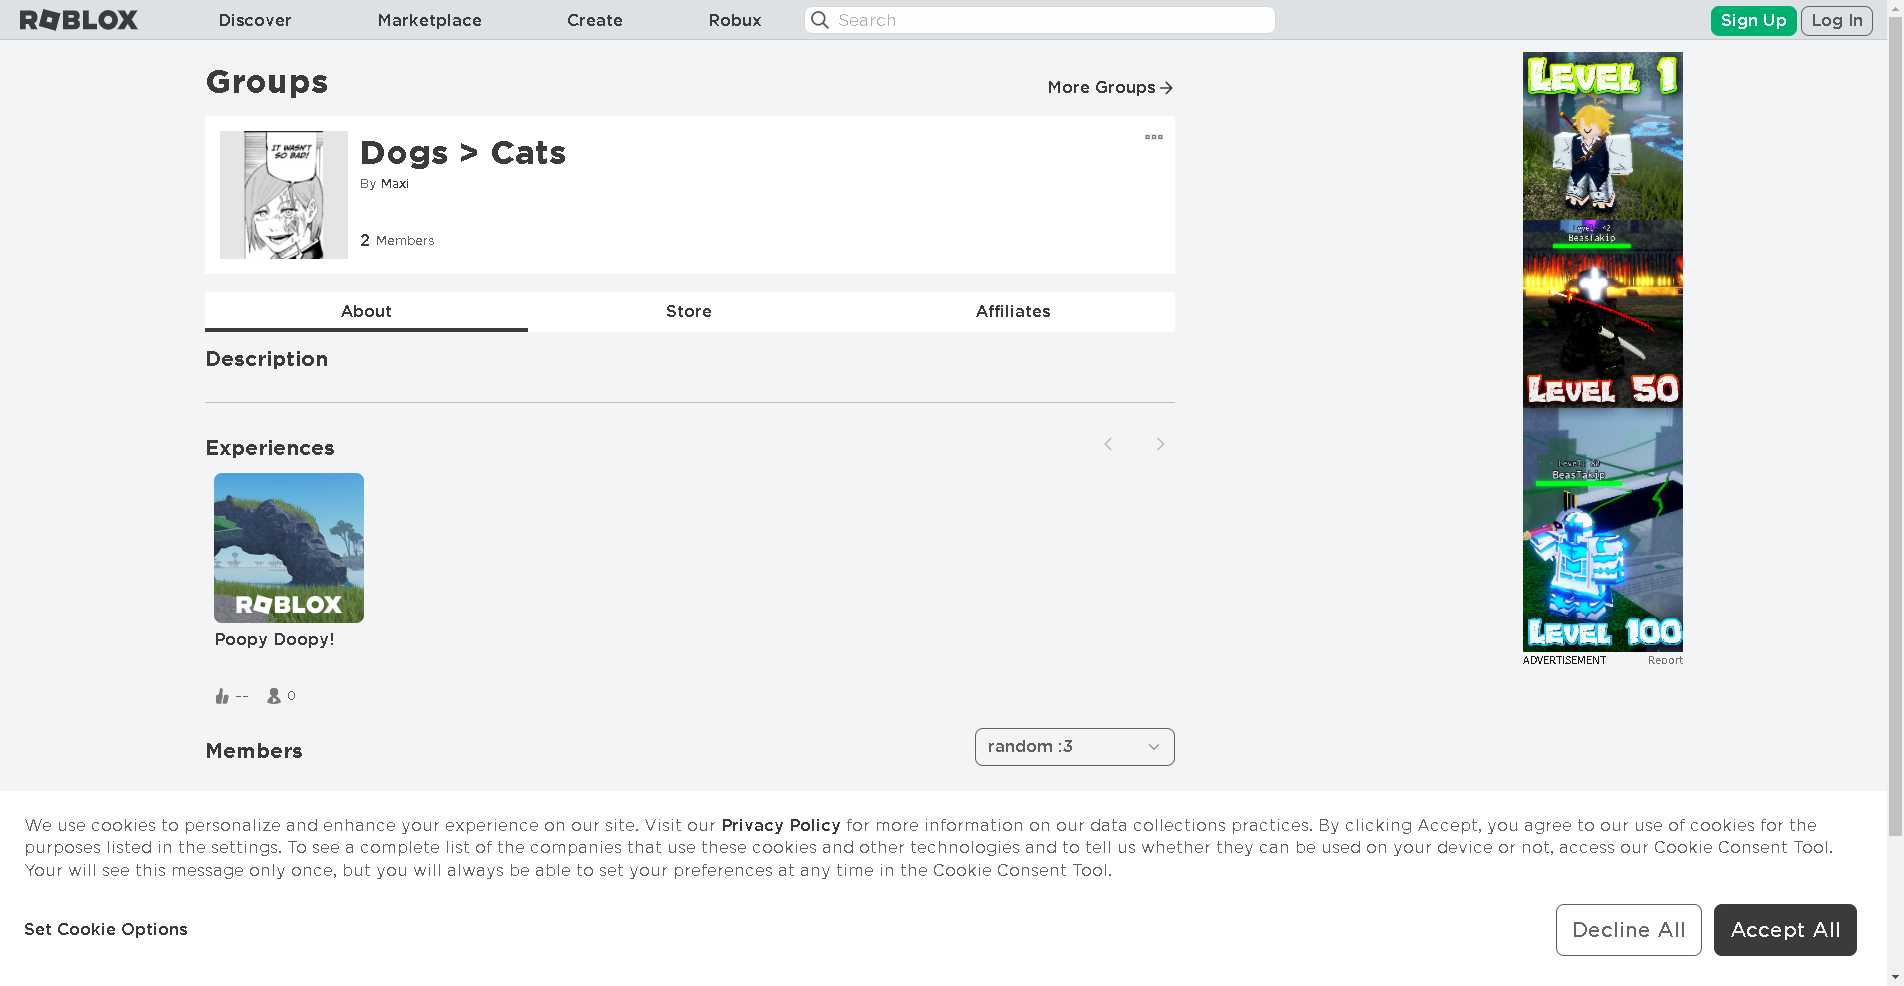 ROBLOX Discover Marketplace Create Robux Search Sign Up Log In
Groups
More Groups
IT WASN'T
SO BAD!
Dogs > Cats
By Maxi
2 Members
About Store Affiliates
Description
Experiences
ROBLOX
Poopy Doopy!
-- 0
Members
random :3
LEVEL 1
Level: 42
BeasTakip
LEVEL 50
BeasTakip
LEVEL 100
ADVERTISEMENT Report
We use cookies to personalize and enhance your experience on our site. Visit our Privacy Policy for more information on our data collections practices. By clicking Accept, you agree to our use of cookies for the
purposes listed in the settings. To see a complete list of the companies that use these cookies and other technologies and to tell us whether they can be used on your device or not, access our Cookie Consent Tool.
Your will see this message only once, but you will always be able to set your preferences at any time in the Cookie Consent Tool.
Set Cookie Options
Decline All
Accept All